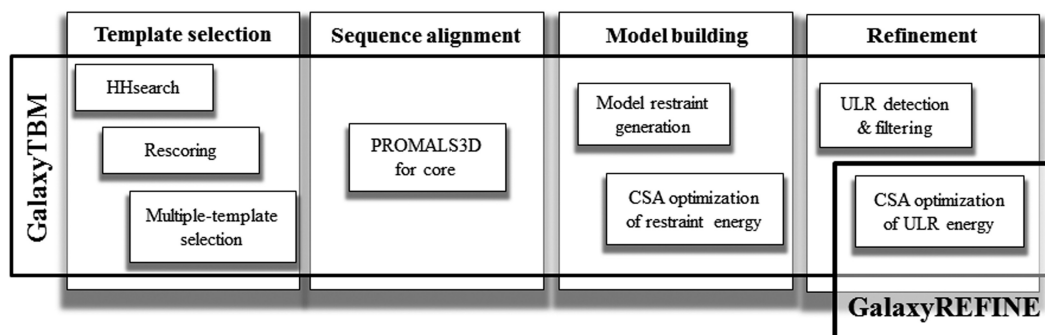 Template selection
Sequence alignment
Model building
Refinement
GalaxyTBM
HHsearch
Rescoring
Multiple-template
selection
PROMALS3D
for core
Model restraint
generation
CSA optimization
of restraint energy
ULR detection
& filtering
CSA optimization
of ULR energy
GalaxyREFINE